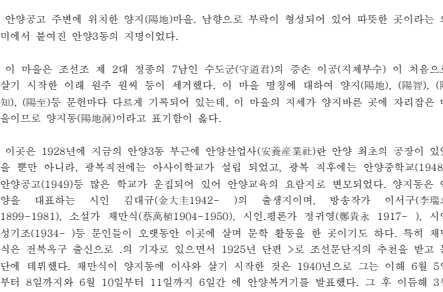 안양공고 주변에 위치한 양지(陽地)마을. 남향으로 부락이 형성되어 있어 따뜻한 곳이라는 의
미에서 붙여진 안양3동의 지명이었다.
이 마을은 조선조 제 2대 정종의 7남인 수도군(守道君)의 증손 이공(지제부수) 이 처음으로
살기 시작한 이래 원주 원씨 등이 세거했다. 이 마을 명칭에 대하여 양지(陽地), (陽智), (陽
知), (陽至)등 문헌마다 다르게 기록되어 있는데, 이 마을의 지세가 양지바른 곳에 자리잡은 마
을이므로 양지동(陽地洞)이라고 표기함이 옳다.
이곳은 1928년에 지금의 안양3동 부근에 안양산업사(安養産業社)란 안양 최초의 공장이 있었
을 뿐만 아니라, 광복직전에는 아사이학교가 설립 되었고, 광복 직후에는 안양중학교(1948)
안양공고(1949)등 많은 학교가 운집되어 있어 안양교육의 요람지로 변모되었다. 양지동은 안
양을 대표하는 시인 김대규(金大圭1942- )의 출생지이며, 방송작가 이서구(李瑞求
1899-1981), 소설가 채만식(蔡萬植1904-1950), 시인.평론가 정귀영(鄭貴永 1917- ), 시인
성기조(1934- )등 문인들이 오랫동안 이곳에 살며 문학 활동을 한 곳이기도 하다. 특히 채만
식은 전북옥구 출신으로 .의 기자로 있으면서 1925년 단편 >로 조선문단지의 추천을 받고 문
단에 데뷔했다. 채만식이 양지동에 이사와 살기 시작한 것은 1940년으로 그는 이해 6월 5일
부터 8일까지와 6월 10일부터 11일까지 6일간 에 안양복거기를 발표했다. 그 후 이듬해 3월